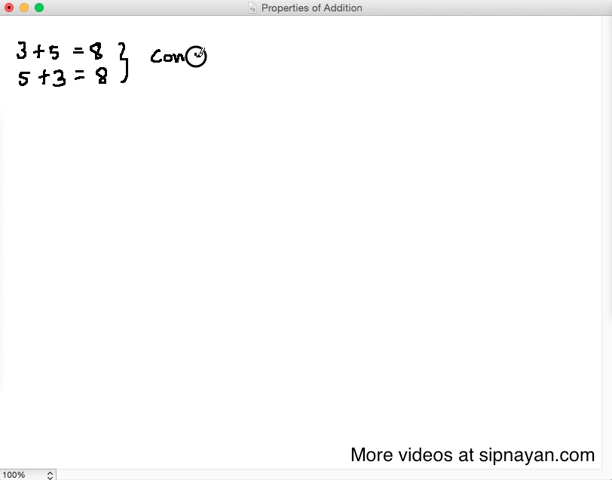 Properties of Addition
3 + 5 = 8
5 + 3 = 8 } Con
More videos at sipnayan.com
100%